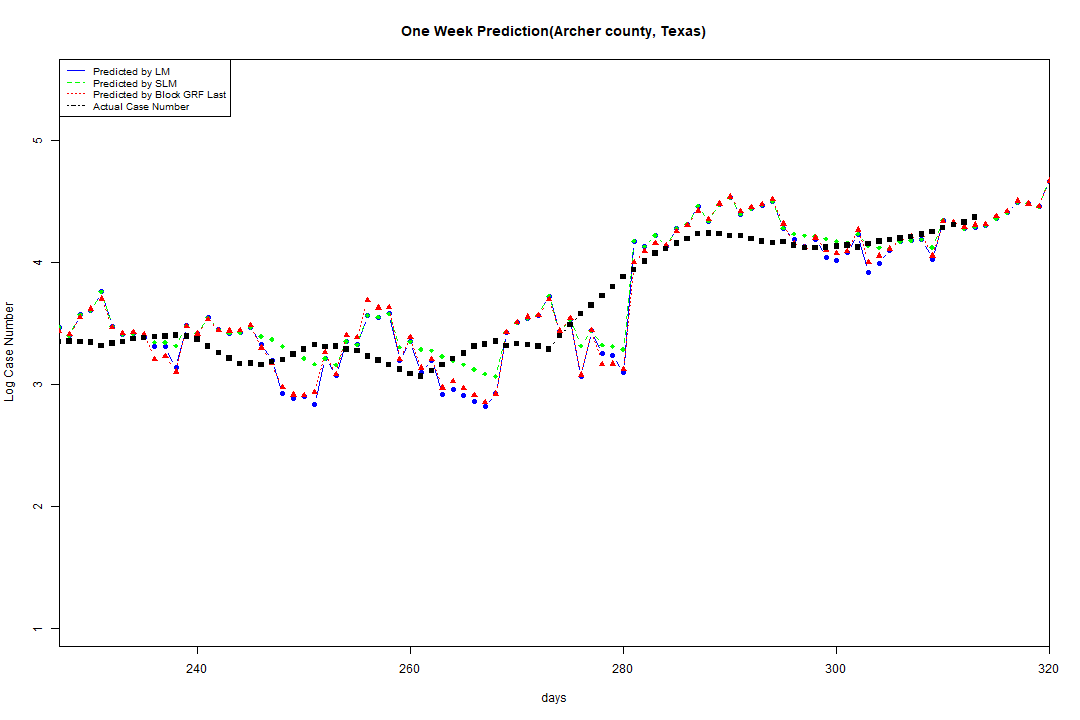 One Week Prediction(Archer county, Texas)
Predicted by LM
Predicted by SLM
Predicted by Block GRF Last
Actual Case Number
5
4
3
2
1
Log Case Number
240
260
280
300
320
days